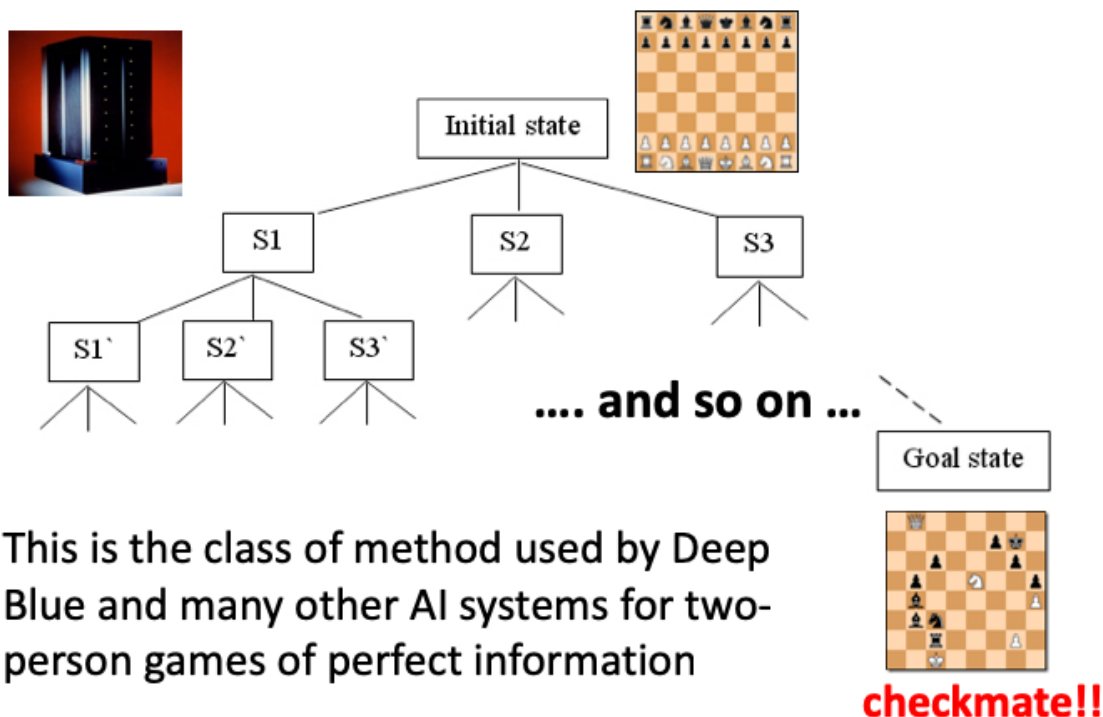 Initial state
S1
S2
S3
S1`
S2`
S3`
.... and so on ...
Goal state
This is the class of method used by Deep
Blue and many other AI systems for two-
person games of perfect information
checkmate!!